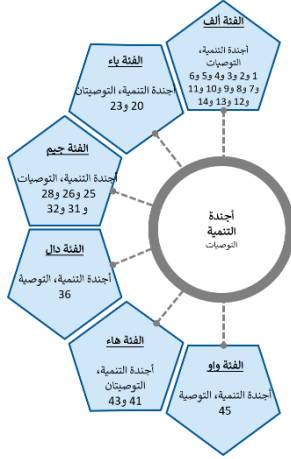 الفئة ألف
أجندة التنمية،
التوصيات
1 و2 و3 و4 و5 و6
و7 و8 و9 و10 و11
و12 و13 و14
الفئة باء
أجندة التنمية، التوصيتان
20 و23
الفئة جيم
أجندة التنمية، التوصيات
25 و26 و28
و31 و32
الفئة دال
أجندة التنمية، التوصية
36
الفئة هاء
أجندة التنمية،
التوصيتان
41 و43
الفئة واو
أجندة التنمية، التوصية
45
أجندة
التنمية
التوصيات